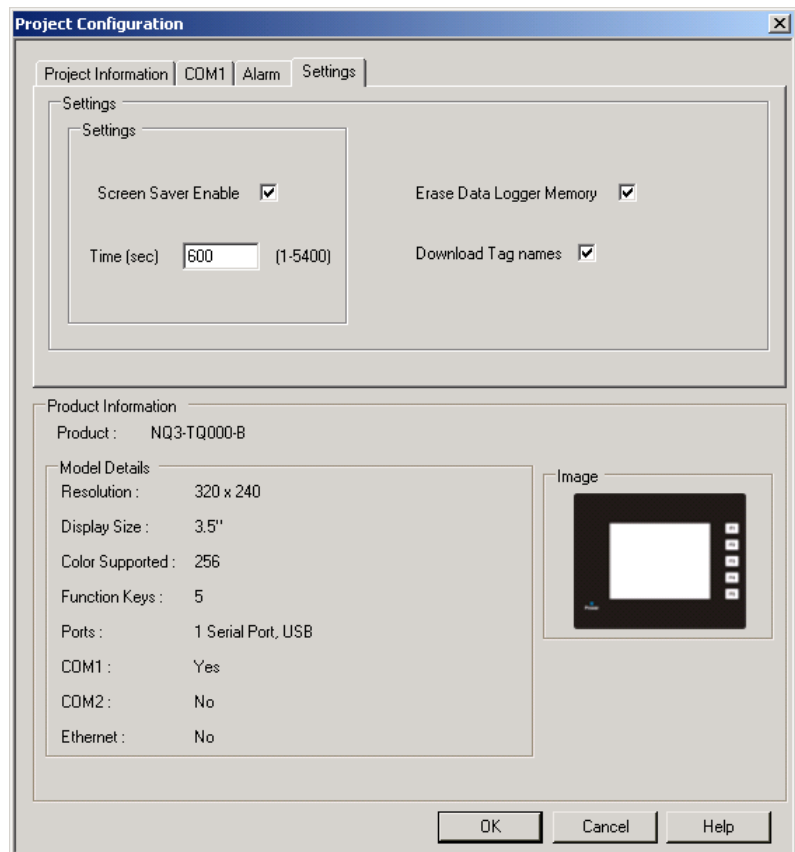 Project Configuration
Project Information COM1 Alarm Settings
Settings
Settings
Screen Saver Enable
Time (sec) 600 (1-5400)
Erase Data Logger Memory
Download Tag names
Product Information
Product : NQ3-TQ000-B
Model Details
Resolution : 320 x 240
Display Size : 3.5''
Color Supported : 256
Function Keys : 5
Ports : 1 Serial Port, USB
COM1 : Yes
COM2 : No
Ethernet : No
Image
OK Cancel Help